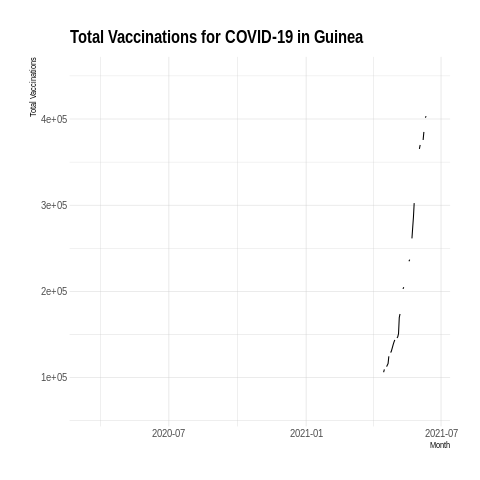 Total Vaccinations for COVID-19 in Guinea
Total Vaccinations
4e+05
3e+05
2e+05
1e+05
2020-07 2021-01 2021-07
Month